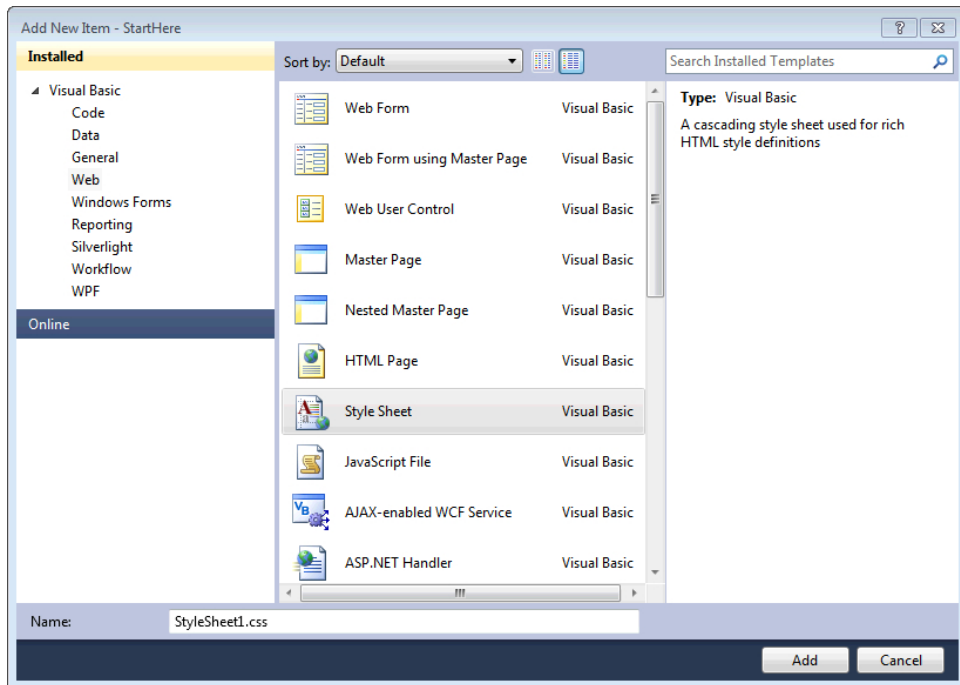 Add New Item - StartHere
Installed
Sort by: Default
Search Installed Templates
Visual Basic
Code
Data
General
Web
Windows Forms
Reporting
Silverlight
Workflow
WPF
Online
Web Form Visual Basic
Web Form using Master Page Visual Basic
Web User Control Visual Basic
Master Page Visual Basic
Nested Master Page Visual Basic
HTML Page Visual Basic
Style Sheet Visual Basic
JavaScript File Visual Basic
AJAX-enabled WCF Service Visual Basic
ASP.NET Handler Visual Basic
Type: Visual Basic
A cascading style sheet used for rich
HTML style definitions
Name: StyleSheet1.css
Add Cancel